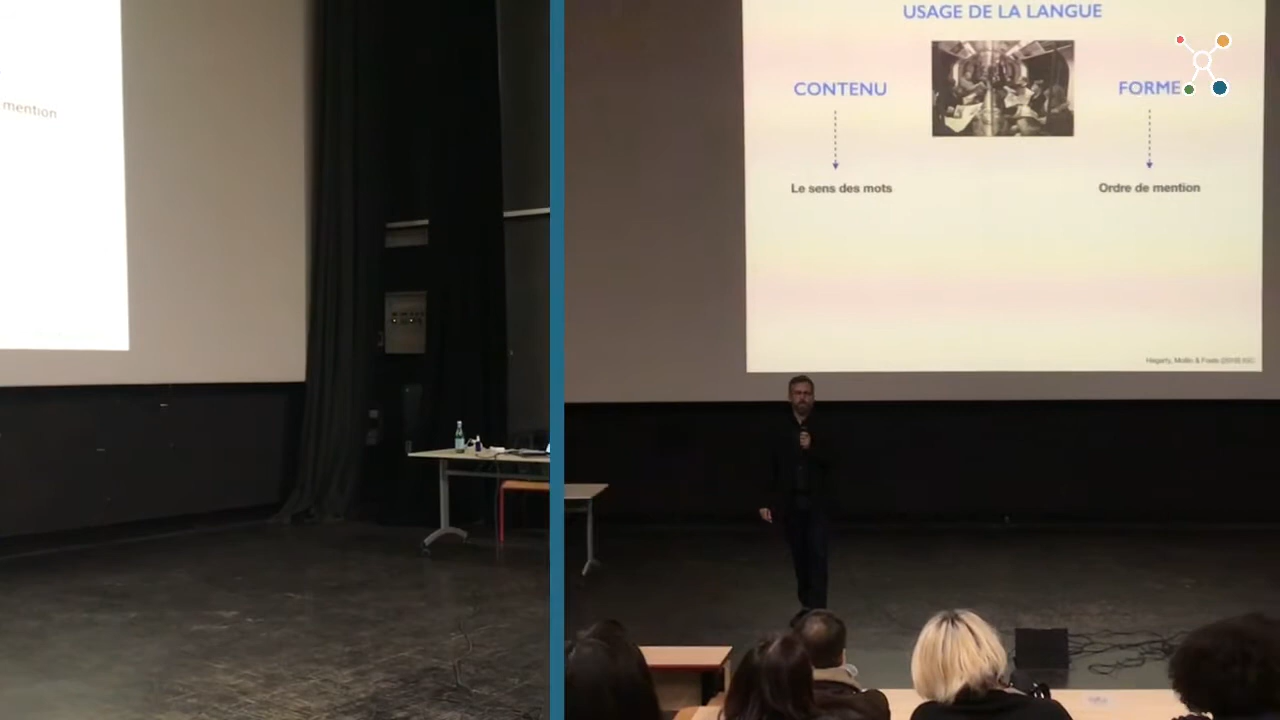 mention
USAGE DE LA LANGUE
CONTENU
FORME
Le sens des mots
Ordre de mention